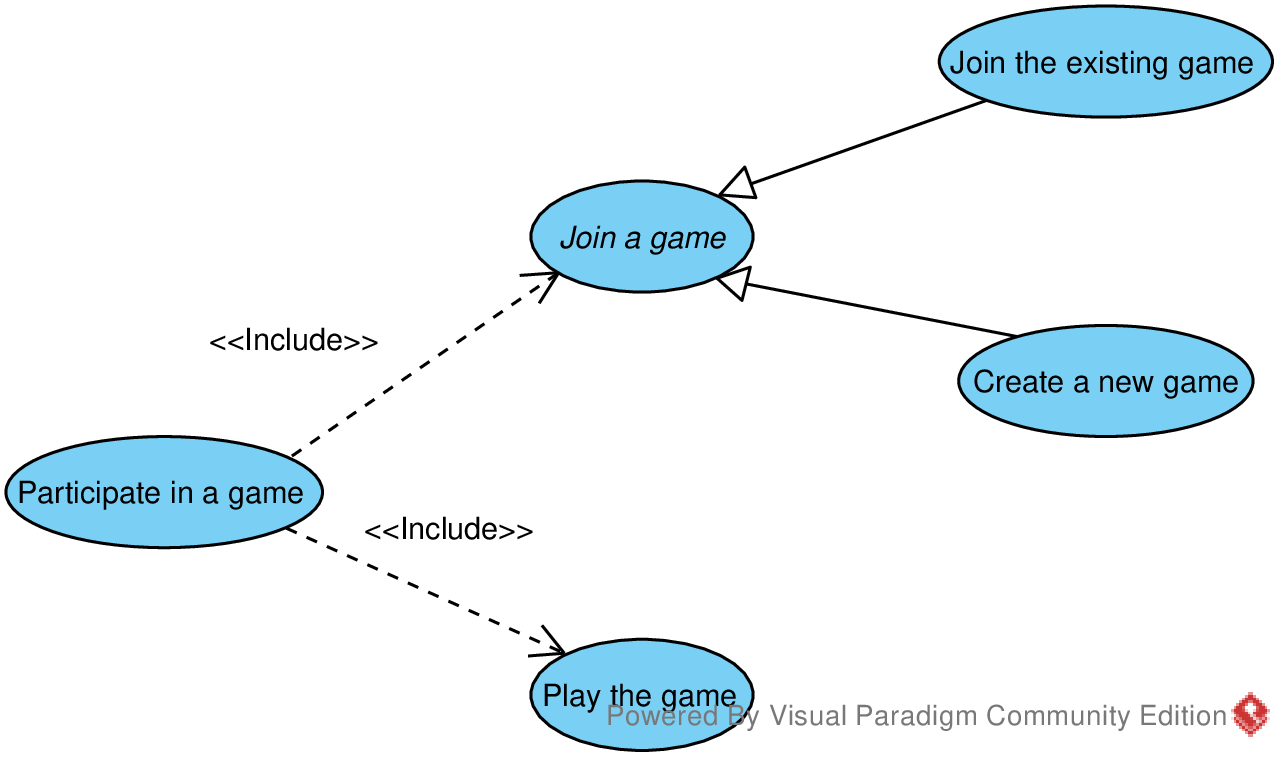 Join the existing game
Join a game
<<Include>>
Create a new game
Participate in a game
<<Include>>
Play the game
Powered By Visual Paradigm Community Edition